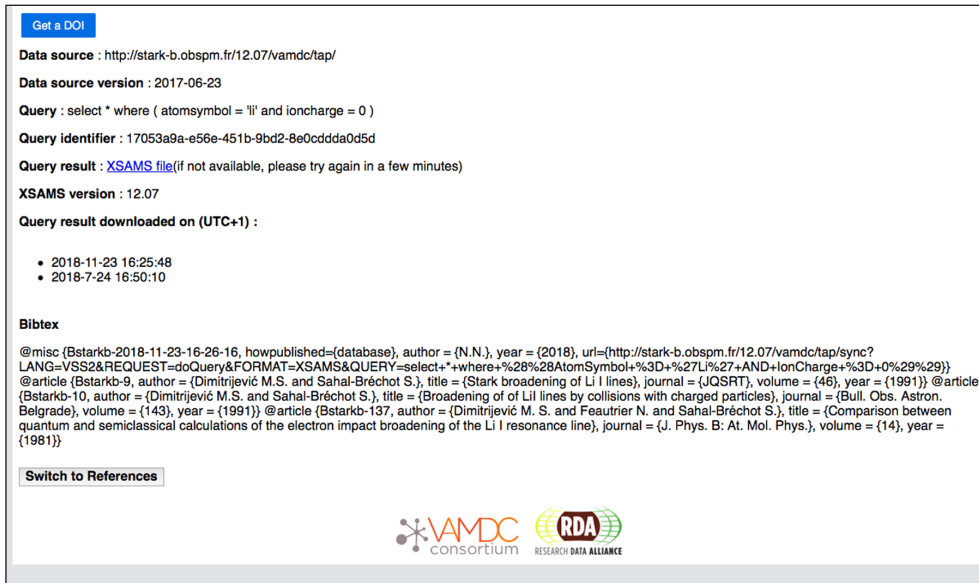 Get a DOI
Data source : http://stark-b.obspm.fr/12.07/vamdc/tap/
Data source version : 2017-06-23
Query : select * where ( atomsymbol = 'li' and ioncharge = 0 )
Query identifier : 17053a9a-e56e-451b-9bd2-8e0cddda0d5d
Query result : XSAMS file(if not available, please try again in a few minutes)
XSAMS version : 12.07
Query result downloaded on (UTC+1) :
• 2018-11-23 16:25:48
• 2018-7-24 16:50:10
Bibtex
@misc {Bstarkb-2018-11-23-16-26-16, howpublished={database}, author = {N.N.}, year = {2018}, url={http://stark-b.obspm.fr/12.07/vamdc/tap/sync?
LANG=VSS2&REQUEST=doQuery&FORMAT=XSAMS&QUERY=select+*+where+%28%28AtomSymbol+%3D+%27Li%27+AND+IonCharge+%3D+0%29%29}}
@article {Bstarkb-9, author = {Dimitrijević M.S. and Sahal-Bréchot S.}, title = {Stark broadening of Li I lines}, journal = {JQSRT}, volume = {46}, year = {1991}} @article
{Bstarkb-10, author = {Dimitrijević M.S. and Sahal-Bréchot S.}, title = {Broadening of of LiI lines by collisions with charged particles}, journal = {Bull. Obs. Astron.
Belgrade}, volume = {143}, year = {1991}} @article {Bstarkb-137, author = {Dimitrijević M. S. and Feautrier N. and Sahal-Bréchot S.}, title = {Comparison between
quantum and semiclassical calculations of the electron impact broadening of the Li I resonance line}, journal = {J. Phys. B: At. Mol. Phys.}, volume = {14}, year =
{1981}}
Switch to References
VAMDC
consortium
RDA
RESEARCH DATA ALLIANCE